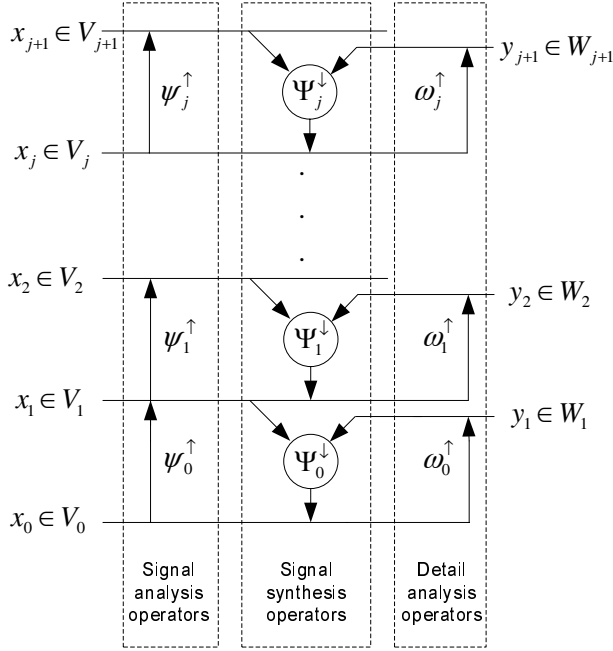 x_{j+1} ∈ V_{j+1}
y_{j+1} ∈ W_{j+1}
ψ_j^↑
Ψ_j^↓
ω_j^↑
x_j ∈ V_j
.
.
.
x_2 ∈ V_2
y_2 ∈ W_2
ψ_1^↑
Ψ_1^↓
ω_1^↑
x_1 ∈ V_1
y_1 ∈ W_1
ψ_0^↑
Ψ_0^↓
ω_0^↑
x_0 ∈ V_0
Signal
analysis
operators
Signal
synthesis
operators
Detail
analysis
operators